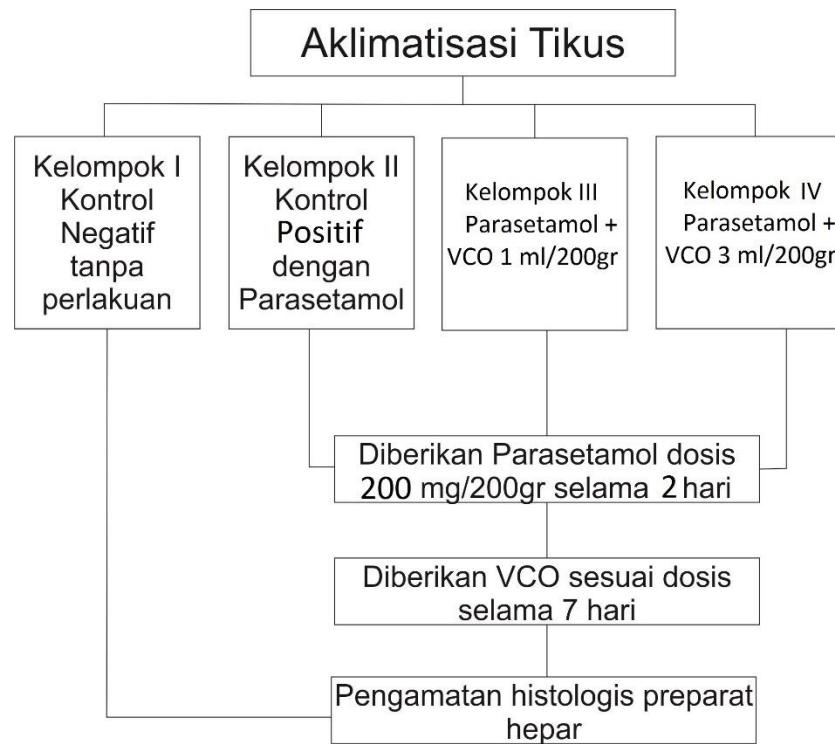 Aklimatisasi Tikus
Kelompok I
Kontrol
Negatif
tanpa
perlakuan
Kelompok II
Kontrol
Positif
dengan
Parasetamol
Kelompok III
Parasetamol +
VCO 1 ml/200gr
Kelompok IV
Parasetamol +
VCO 3 ml/200gr
Diberikan Parasetamol dosis
200 mg/200gr selama 2 hari
Diberikan VCO sesuai dosis
selama 7 hari
Pengamatan histologis preparat
hepar